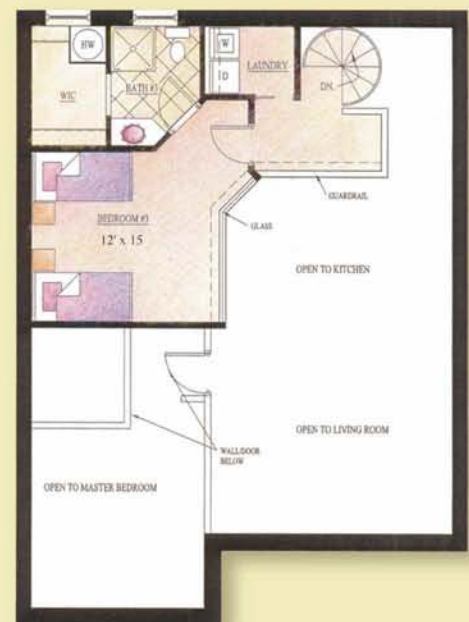 HW
W
D
LAUNDRY
DN.
WIC
BATH #3
GUARDRAIL
BEDROOM #3
12' x 15
GLASS
OPEN TO KITCHEN
OPEN TO LIVING ROOM
WALL/DOOR
BELOW
OPEN TO MASTER BEDROOM